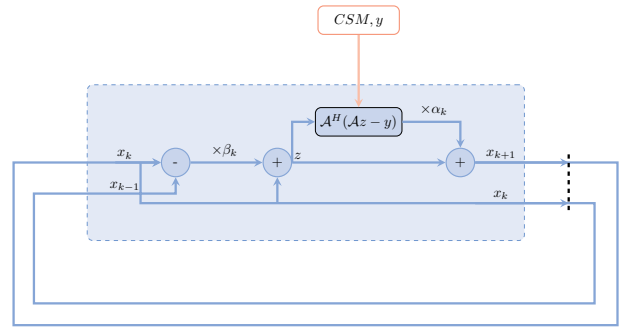 CSM, y
×α_k
𝒜^H(𝒜z − y)
x_k
×β_k
x_{k+1}
-
+
z
+
x_{k−1}
x_k